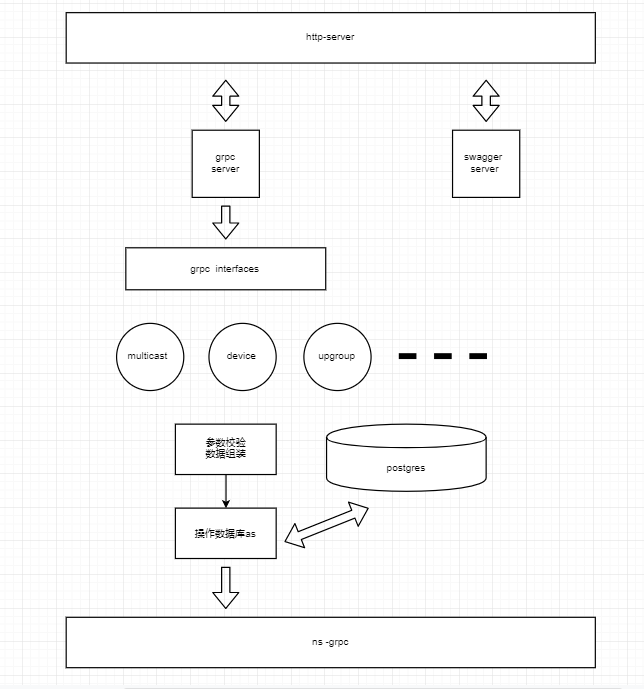 http-server
grpc
server
swagger
server
grpc interfaces
multicast
device
upgroup
参数校验
数据组装
postgres
操作数据库as
ns -grpc